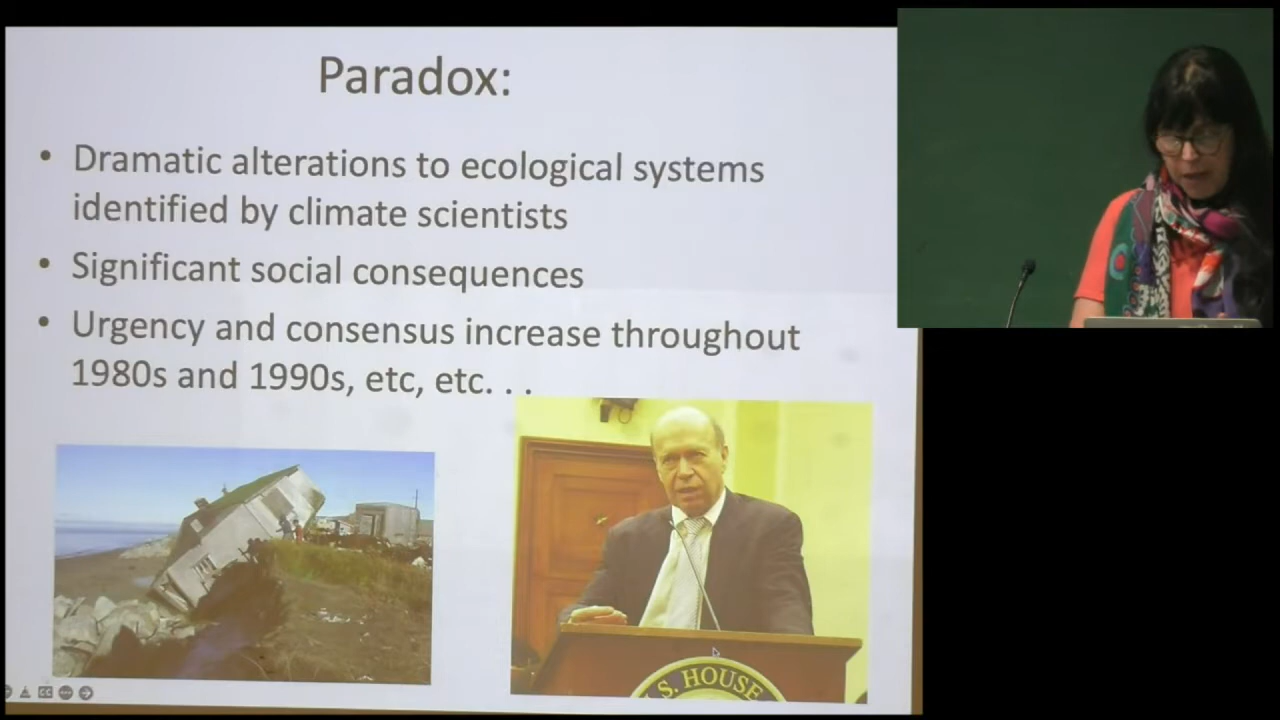 Paradox:
• Dramatic alterations to ecological systems
identified by climate scientists
• Significant social consequences
• Urgency and consensus increase throughout
1980s and 1990s, etc, etc. . .
S. HOUSE
CC